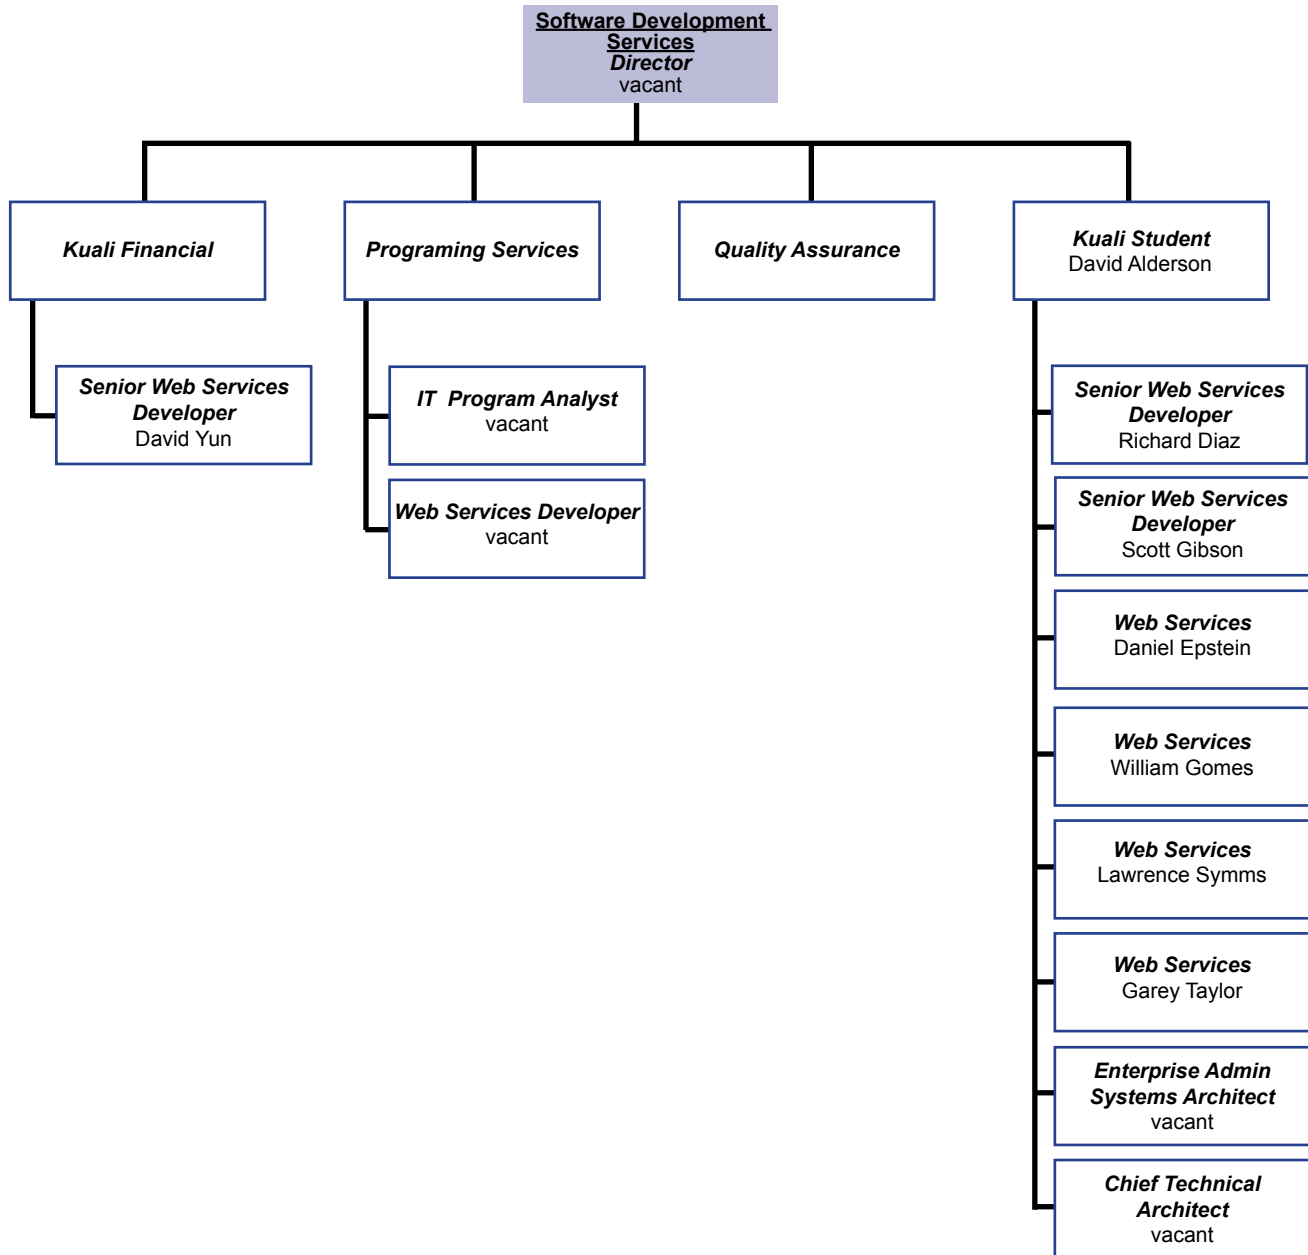 Software Development
Services
Director
vacant
Kuali Financial
Programing Services
Quality Assurance
Kuali Student
David Alderson
Senior Web Services
Developer
David Yun
IT Program Analyst
vacant
Web Services Developer
vacant
Senior Web Services
Developer
Richard Diaz
Senior Web Services
Developer
Scott Gibson
Web Services
Daniel Epstein
Web Services
William Gomes
Web Services
Lawrence Symms
Web Services
Garey Taylor
Enterprise Admin
Systems Architect
vacant
Chief Technical
Architect
vacant